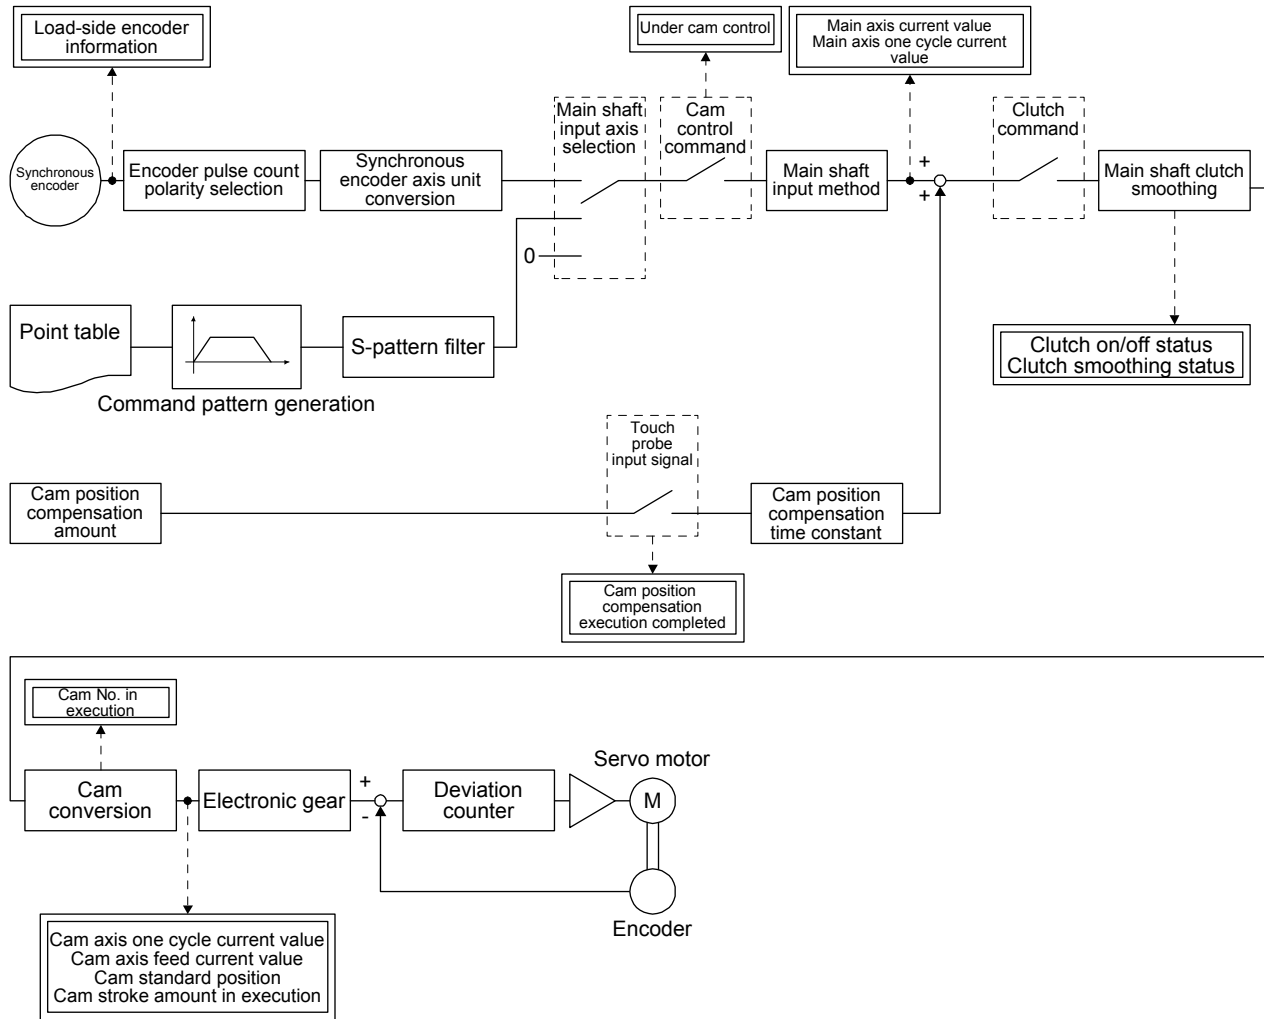 Load-side encoder
information
Under cam control
Main axis current value
Main axis one cycle current
value
Main shaft
input axis
selection
Cam
control
command
Clutch
command
Synchronous
encoder
Encoder pulse count
polarity selection
Synchronous
encoder axis unit
conversion
Main shaft
input method
+
+
Main shaft clutch
smoothing
0
Point table
S-pattern filter
Command pattern generation
Clutch on/off status
Clutch smoothing status
Touch
probe
input signal
Cam position
compensation
amount
Cam position
compensation
time constant
Cam position
compensation
execution completed
Cam No. in
execution
Cam
conversion
Electronic gear
+
-
Deviation
counter
Servo motor
M
Encoder
Cam axis one cycle current value
Cam axis feed current value
Cam standard position
Cam stroke amount in execution